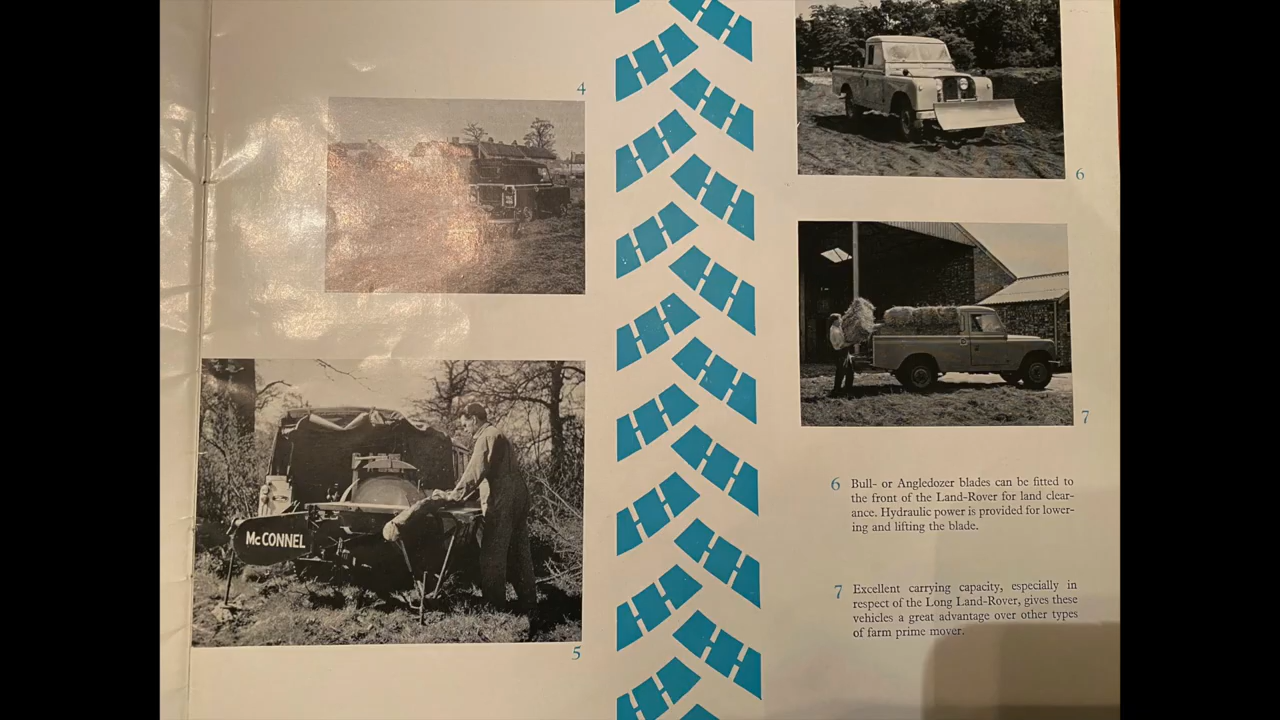 4
McCONNEL
5
6
7
6 Bull- or Angledozer blades can be fitted to
the front of the Land-Rover for land clear-
ance. Hydraulic power is provided for lower-
ing and lifting the blade.
7 Excellent carrying capacity, especially in
respect of the Long Land-Rover, gives these
vehicles a great advantage over other types
of farm prime mover.